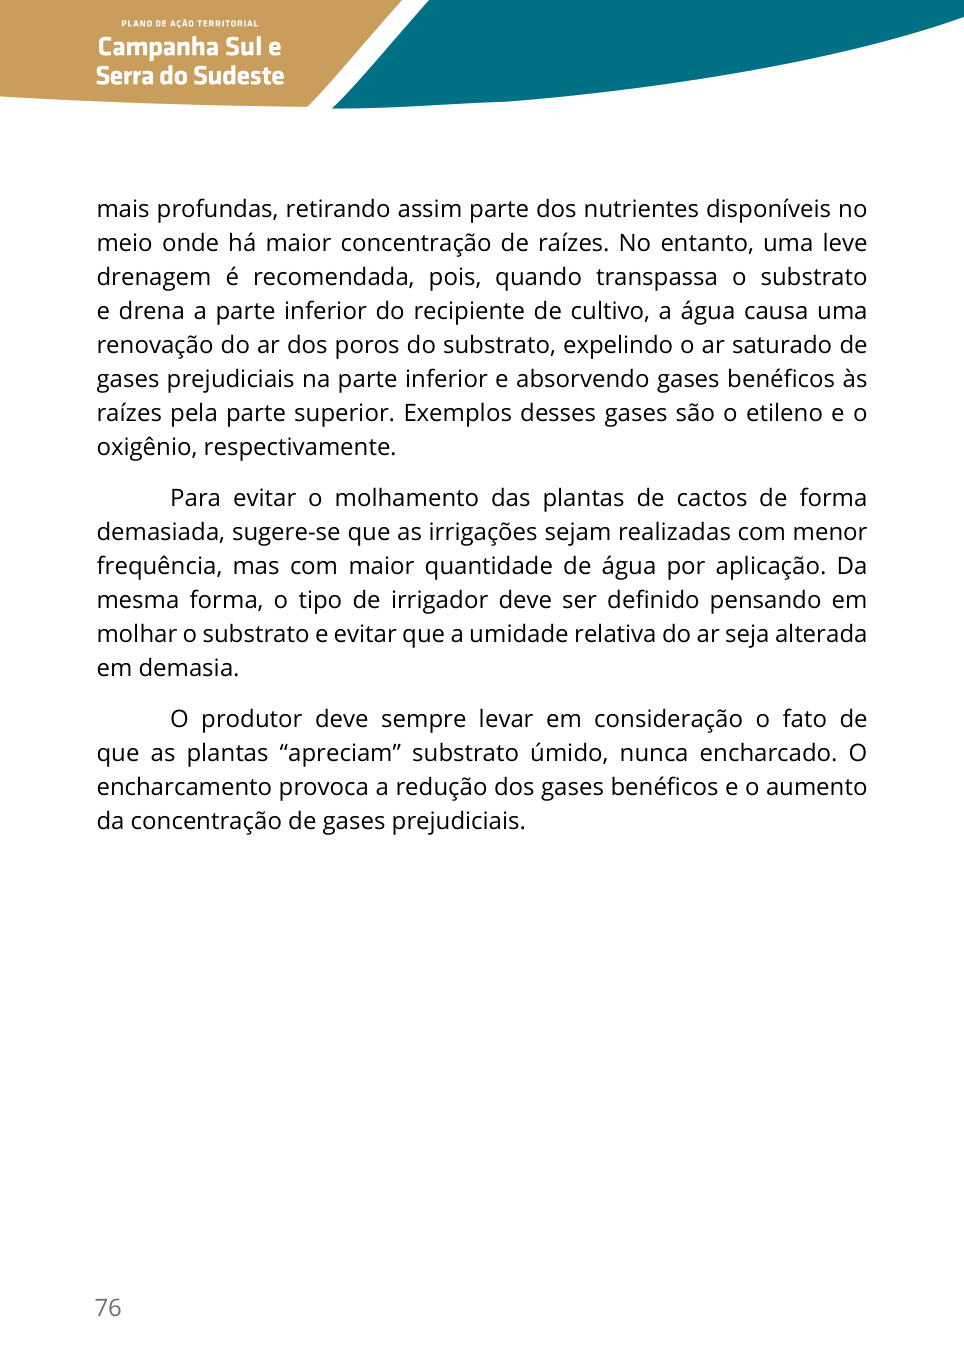 PLANO DE AÇÃO TERRITORIAL
Campanha Sul e
Serra do Sudeste
mais profundas, retirando assim parte dos nutrientes disponíveis no
meio onde há maior concentração de raízes. No entanto, uma leve
drenagem é recomendada, pois, quando transpassa o substrato
e drena a parte inferior do recipiente de cultivo, a água causa uma
renovação do ar dos poros do substrato, expelindo o ar saturado de
gases prejudiciais na parte inferior e absorvendo gases benéficos às
raízes pela parte superior. Exemplos desses gases são o etileno e o
oxigênio, respectivamente.
Para evitar o molhamento das plantas de cactos de forma
demasiada, sugere-se que as irrigações sejam realizadas com menor
frequência, mas com maior quantidade de água por aplicação. Da
mesma forma, o tipo de irrigador deve ser definido pensando em
molhar o substrato e evitar que a umidade relativa do ar seja alterada
em demasia.
O produtor deve sempre levar em consideração o fato de
que as plantas “apreciam” substrato úmido, nunca encharcado. O
encharcamento provoca a redução dos gases benéficos e o aumento
da concentração de gases prejudiciais.
76